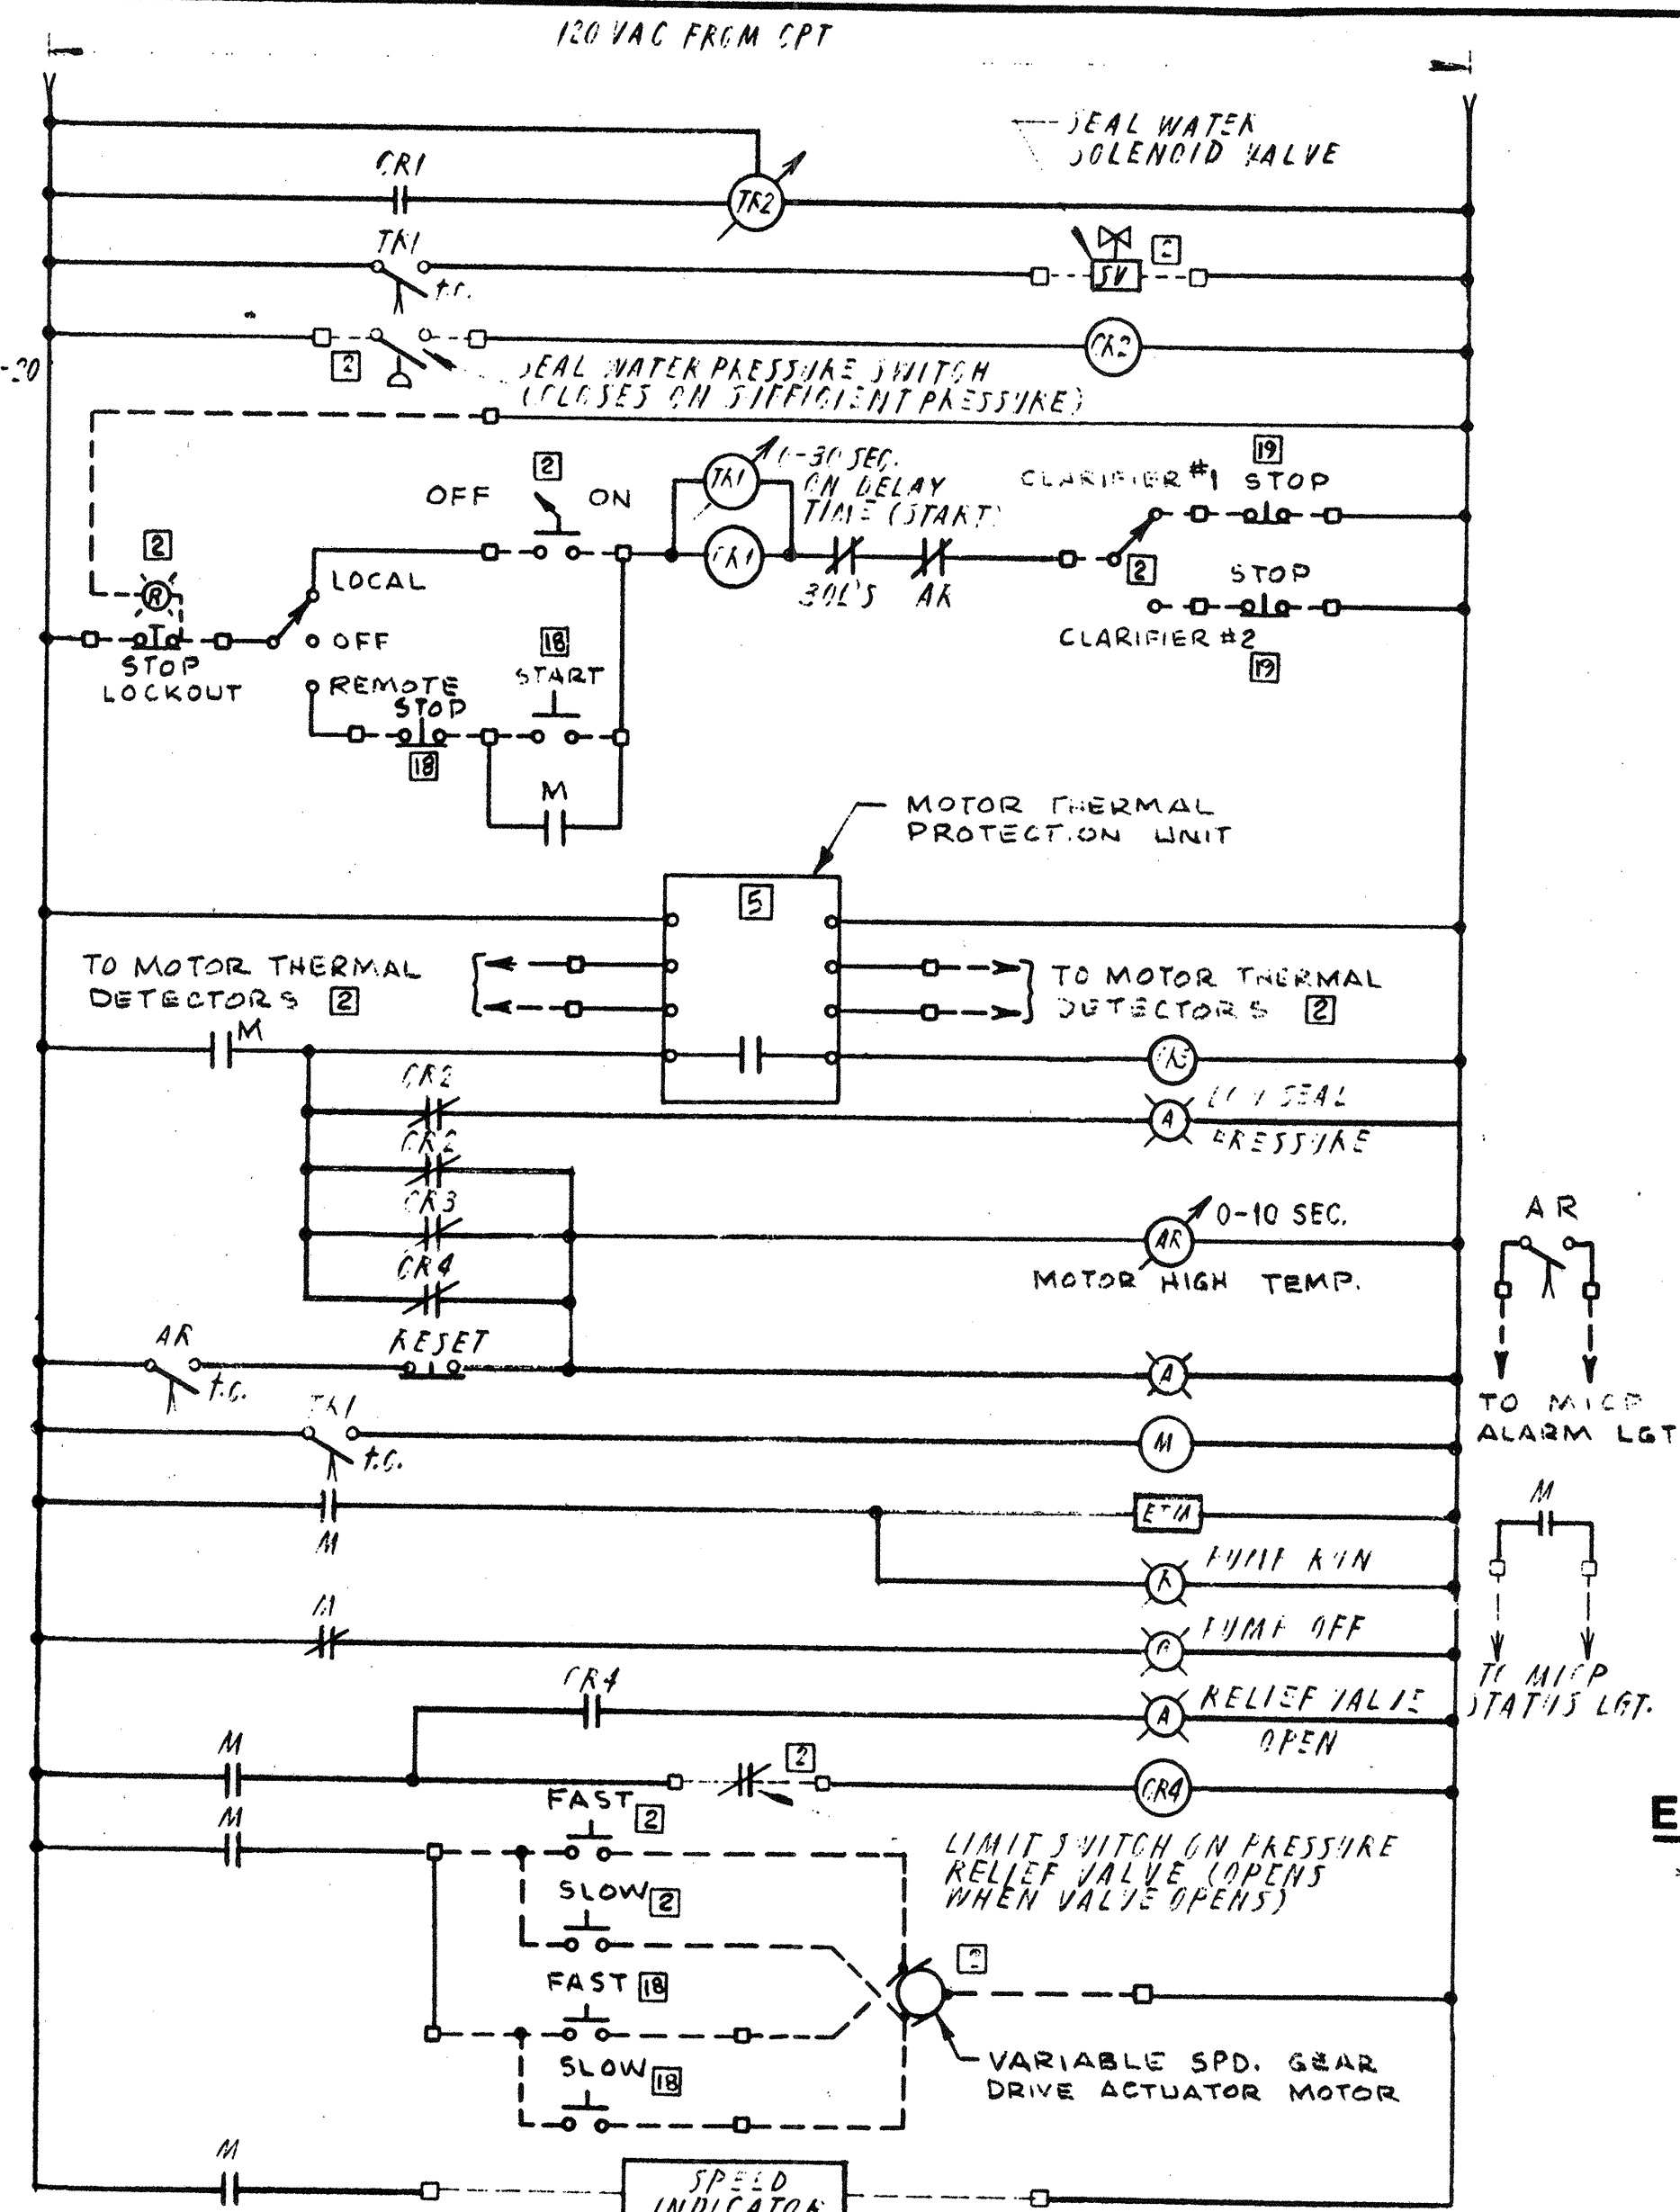 120 VAC FROM CPT
SEAL WATER
SOLENOID VALVE
CR1
TR2
TR1
t.c.
SV
2
-20
2
CR2
SEAL WATER PRESSURE SWITCH
(CLOSES ON SUFFICIENT PRESSURE)
2
OFF ON
TR1
0-30 SEC.
ON DELAY
TIME (START)
CLARIFIER #1 STOP
19
2
R
LOCAL
CR1
3OL'S AR
2
STOP
OFF
STOP
LOCKOUT
CLARIFIER #2
19
18
START
REMOTE
STOP
18
M
MOTOR THERMAL
PROTECTION UNIT
5
TO MOTOR THERMAL
DETECTORS 2
TO MOTOR THERMAL
DETECTORS 2
M
CR2
A
LOW SEAL
PRESSURE
CR2
CR3
AR
0-10 SEC.
CR4
MOTOR HIGH TEMP.
AR
TO MICP
ALARM LGT
AR
t.c.
RESET
A
TR1
t.c.
M
M
ETM
R
PUMP RUN
M
PUMP OFF
M
TO MICP
STATUS LGT.
CR4
A
RELIEF VALVE
OPEN
M
2
CR4
M
FAST 2
LIMIT SWITCH ON PRESSURE
RELIEF VALVE (OPENS
WHEN VALVE OPENS)
E
SLOW 2
FAST 18
SLOW 18
VARIABLE SPD. GEAR
DRIVE ACTUATOR MOTOR
M
SPEED
INDICATOR